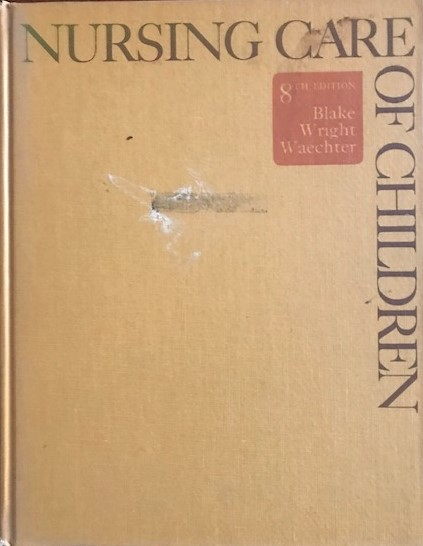 NURSING CARE
OF CHILDREN
8TH EDITION
Blake
Wright
Waechter